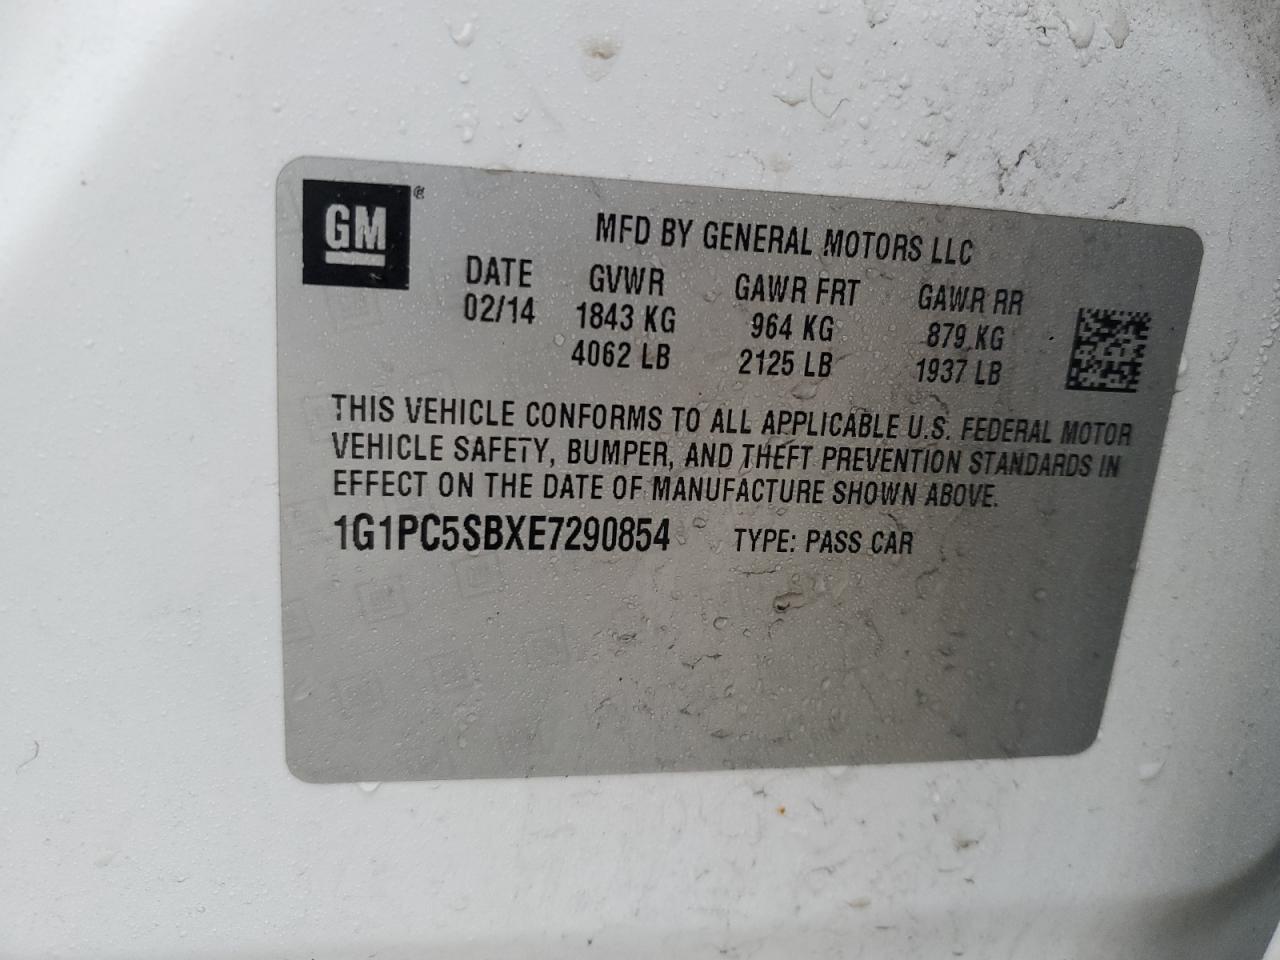 GM®
MFD BY GENERAL MOTORS LLC
DATE GVWR GAWR FRT GAWR RR
02/14 1843 KG 964 KG 879 KG
4062 LB 2125 LB 1937 LB
THIS VEHICLE CONFORMS TO ALL APPLICABLE U.S. FEDERAL MOTOR
VEHICLE SAFETY, BUMPER, AND THEFT PREVENTION STANDARDS IN
EFFECT ON THE DATE OF MANUFACTURE SHOWN ABOVE.
1G1PC5SBXE7290854 TYPE: PASS CAR